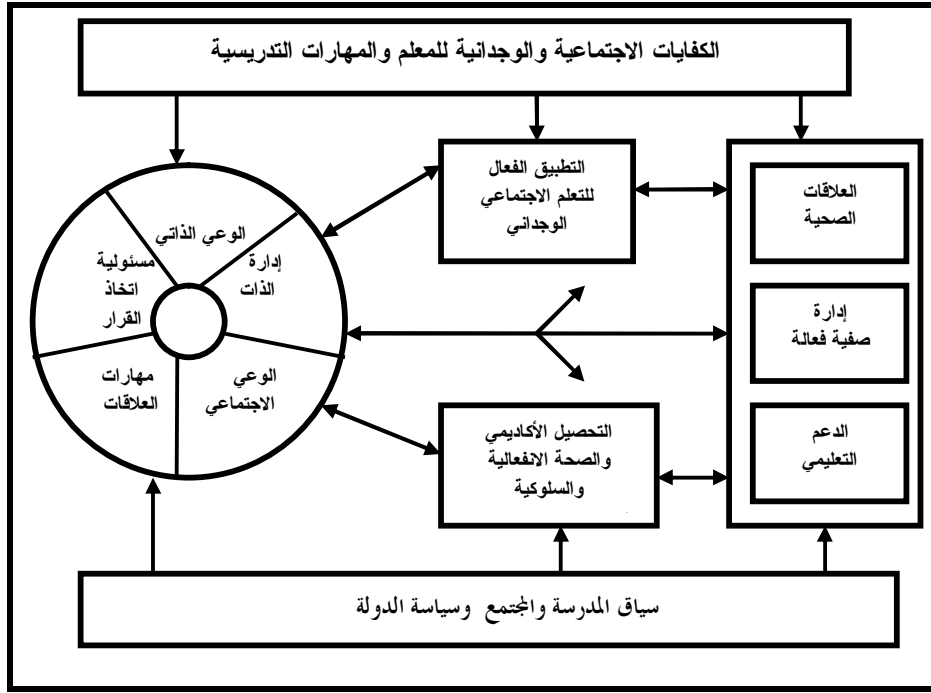 الكفايات الاجتماعية والوجدانية للمعلم والمهارات التدريسية
العلاقات
الصحية
إدارة
صفية فعالة
الدعم
التعليمي
التطبيق الفعال
للتعلم الاجتماعي
الوجداني
التحصيل الأكاديمي
والصحة الانفعالية
والسلوكية
الوعي الذاتي
إدارة
الذات
الوعي
الاجتماعي
مهارات
العلاقات
مسئولية
اتخاذ
القرار
سياق المدرسة والمجتمع وسياسة الدولة